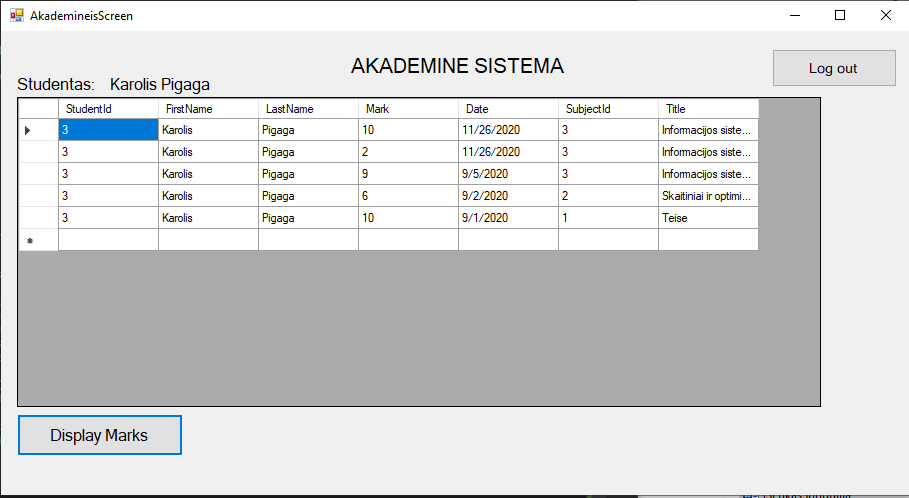 AkademineisScreen
AKADEMINE SISTEMA
Log out
Studentas: Karolis Pigaga
StudentId FirstName LastName Mark Date SubjectId Title
3 Karolis Pigaga 10 11/26/2020 3 Informacijos siste...
3 Karolis Pigaga 2 11/26/2020 3 Informacijos siste...
3 Karolis Pigaga 9 9/5/2020 3 Informacijos siste...
3 Karolis Pigaga 6 9/2/2020 2 Skaitiniai ir optimi...
3 Karolis Pigaga 10 9/1/2020 1 Teise
Display Marks